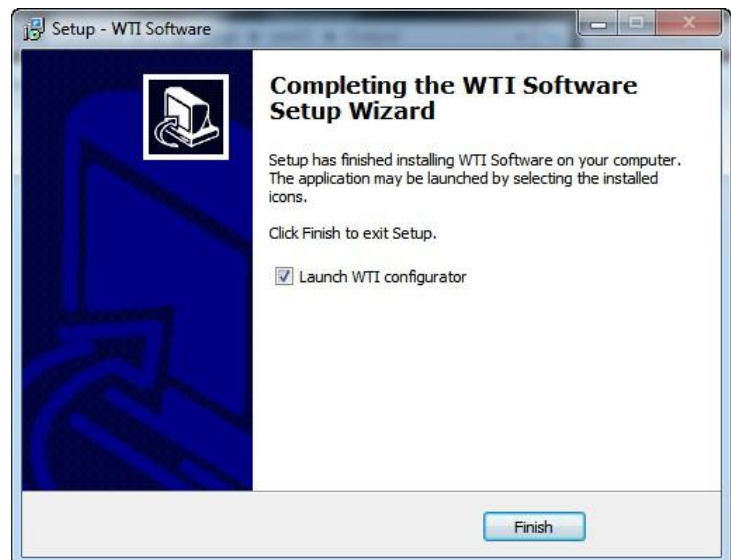 Setup - WTI Software
Completing the WTI Software
Setup Wizard
Setup has finished installing WTI Software on your computer.
The application may be launched by selecting the installed
icons.
Click Finish to exit Setup.
Launch WTI configurator
Finish